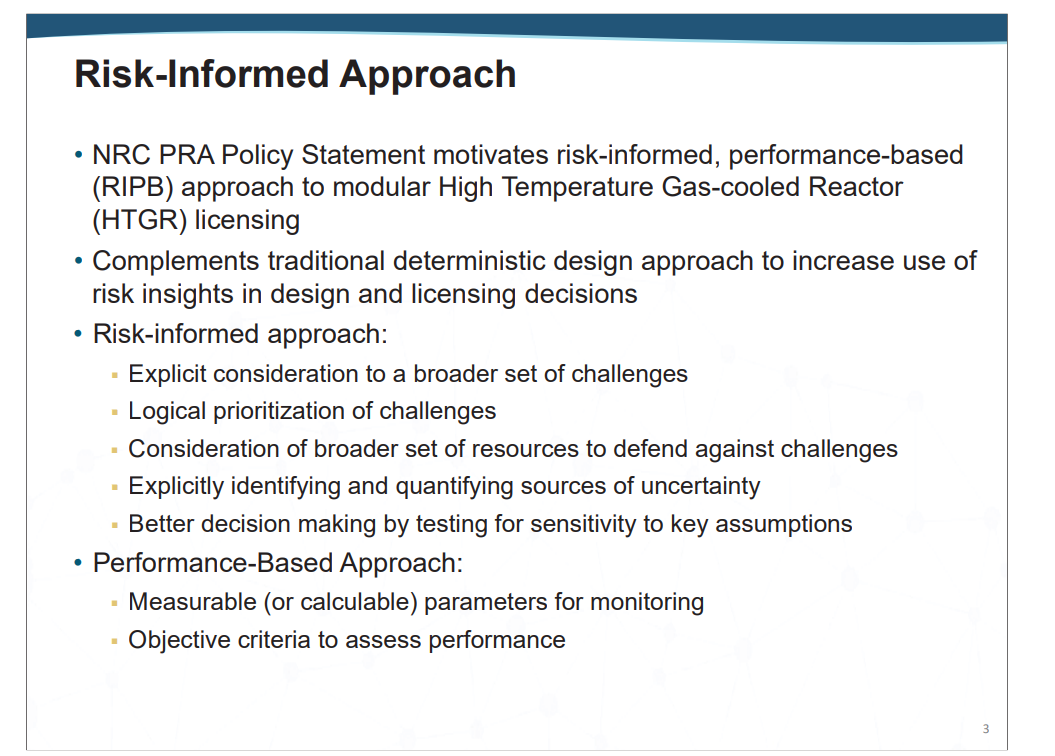 Risk-Informed Approach
• NRC PRA Policy Statement motivates risk-informed, performance-based
(RIPB) approach to modular High Temperature Gas-cooled Reactor
(HTGR) licensing
• Complements traditional deterministic design approach to increase use of
risk insights in design and licensing decisions
• Risk-informed approach:
▪ Explicit consideration to a broader set of challenges
▪ Logical prioritization of challenges
▪ Consideration of broader set of resources to defend against challenges
▪ Explicitly identifying and quantifying sources of uncertainty
▪ Better decision making by testing for sensitivity to key assumptions
• Performance-Based Approach:
▪ Measurable (or calculable) parameters for monitoring
▪ Objective criteria to assess performance
3